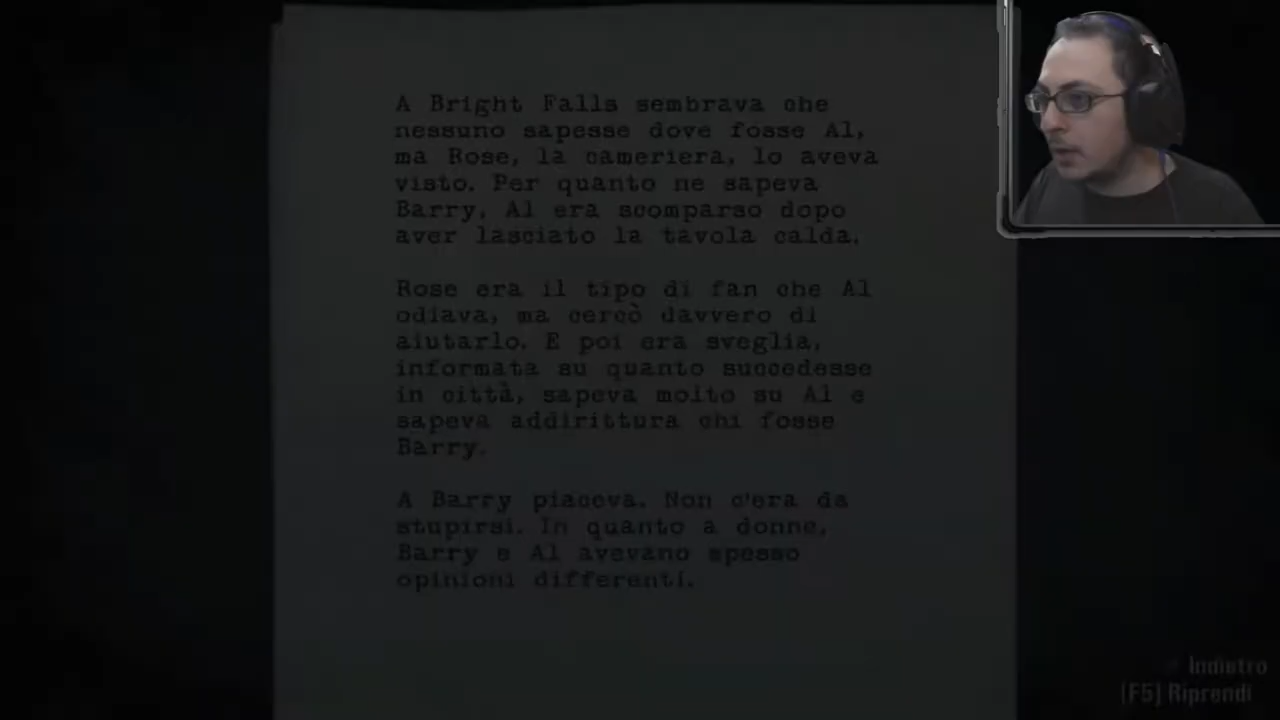 A Bright Falls sembrava che
nessuno sapesse dove fosse Al,
ma Rose, la cameriera, lo aveva
visto. Per quanto ne sapeva
Barry, Al era scomparso dopo
aver lasciato la tavola calda.
Rose era il tipo di fan che Al
odiava, ma cercò davvero di
aiutarlo. E poi era sveglia,
informata su quanto succedesse
in città, sapeva molto su Al e
sapeva addirittura chi fosse
Barry.
A Barry piaceva. Non c'era da
stupirsi. In quanto a donne,
Barry e Al avevano spesso
opinioni differenti.
Indietro
[F5] Riprendi